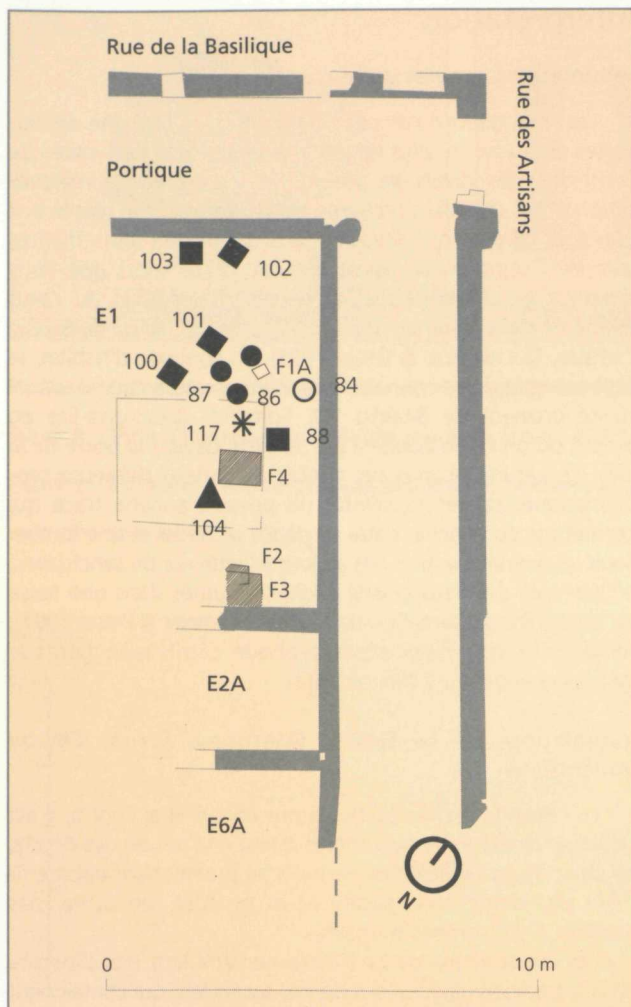 Rue de la Basilique
Rue des Artisans
Portique
103
102
E1
101
100
F1A
84
87
86
117
88
F4
104
F2
F3
E2A
E6A
N
0
10 m